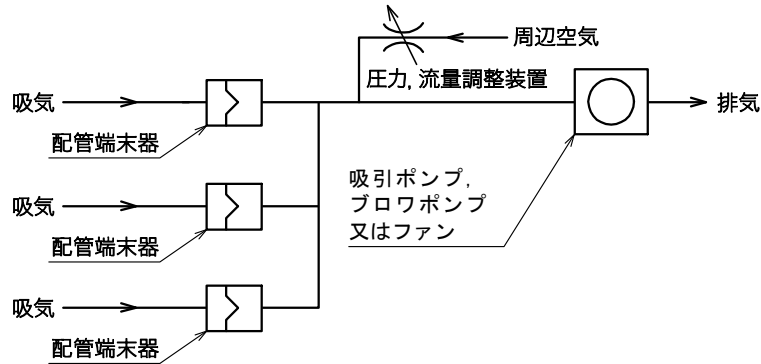 周辺空気
圧力, 流量調整装置
吸気
排気
配管端末器
吸引ポンプ,
ブロワポンプ
又はファン
吸気
配管端末器
吸気
配管端末器